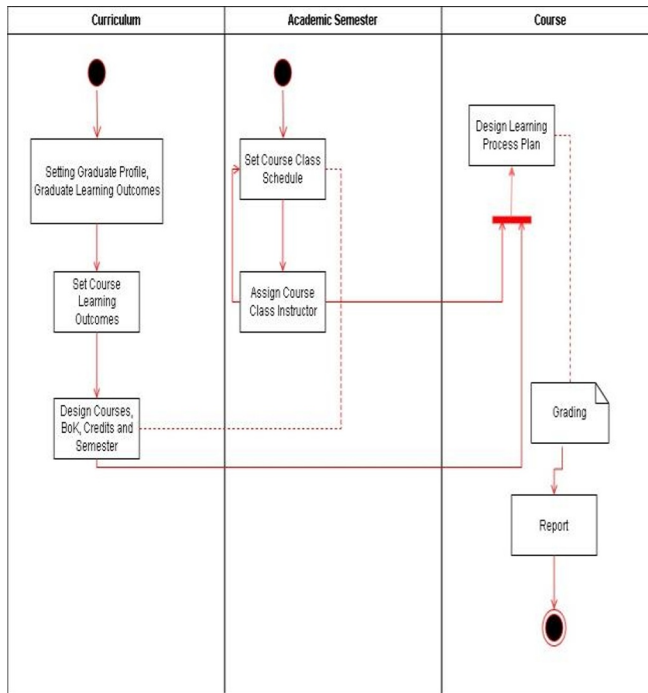 Curriculum
Academic Semester
Course
Setting Graduate Profile,
Graduate Learning Outcomes
Set Course
Learning
Outcomes
Design Courses,
BoK, Credits and
Semester
Set Course Class
Schedule
Assign Course
Class Instructor
Design Learning
Process Plan
Grading
Report